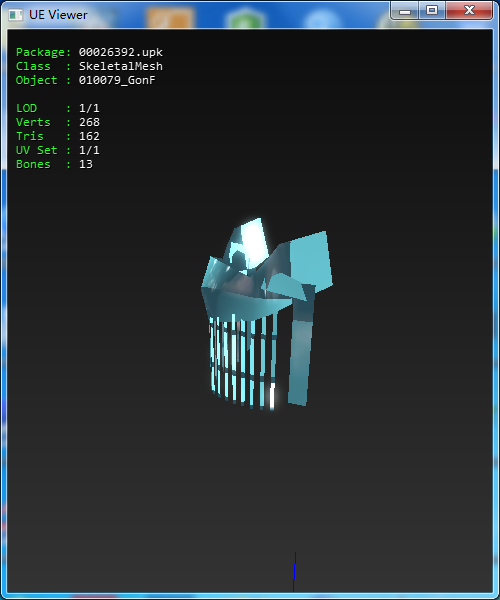 UE Viewer
Package: 00026392.upk
Class : SkeletalMesh
Object : 010079_GonF
LOD : 1/1
Verts : 268
Tris : 162
UV Set : 1/1
Bones : 13